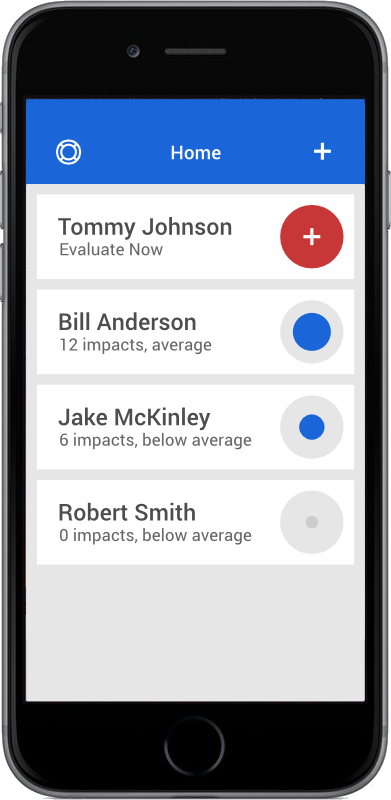 Home
Tommy Johnson
Evaluate Now
Bill Anderson
12 impacts, average
Jake McKinley
6 impacts, below average
Robert Smith
0 impacts, below average